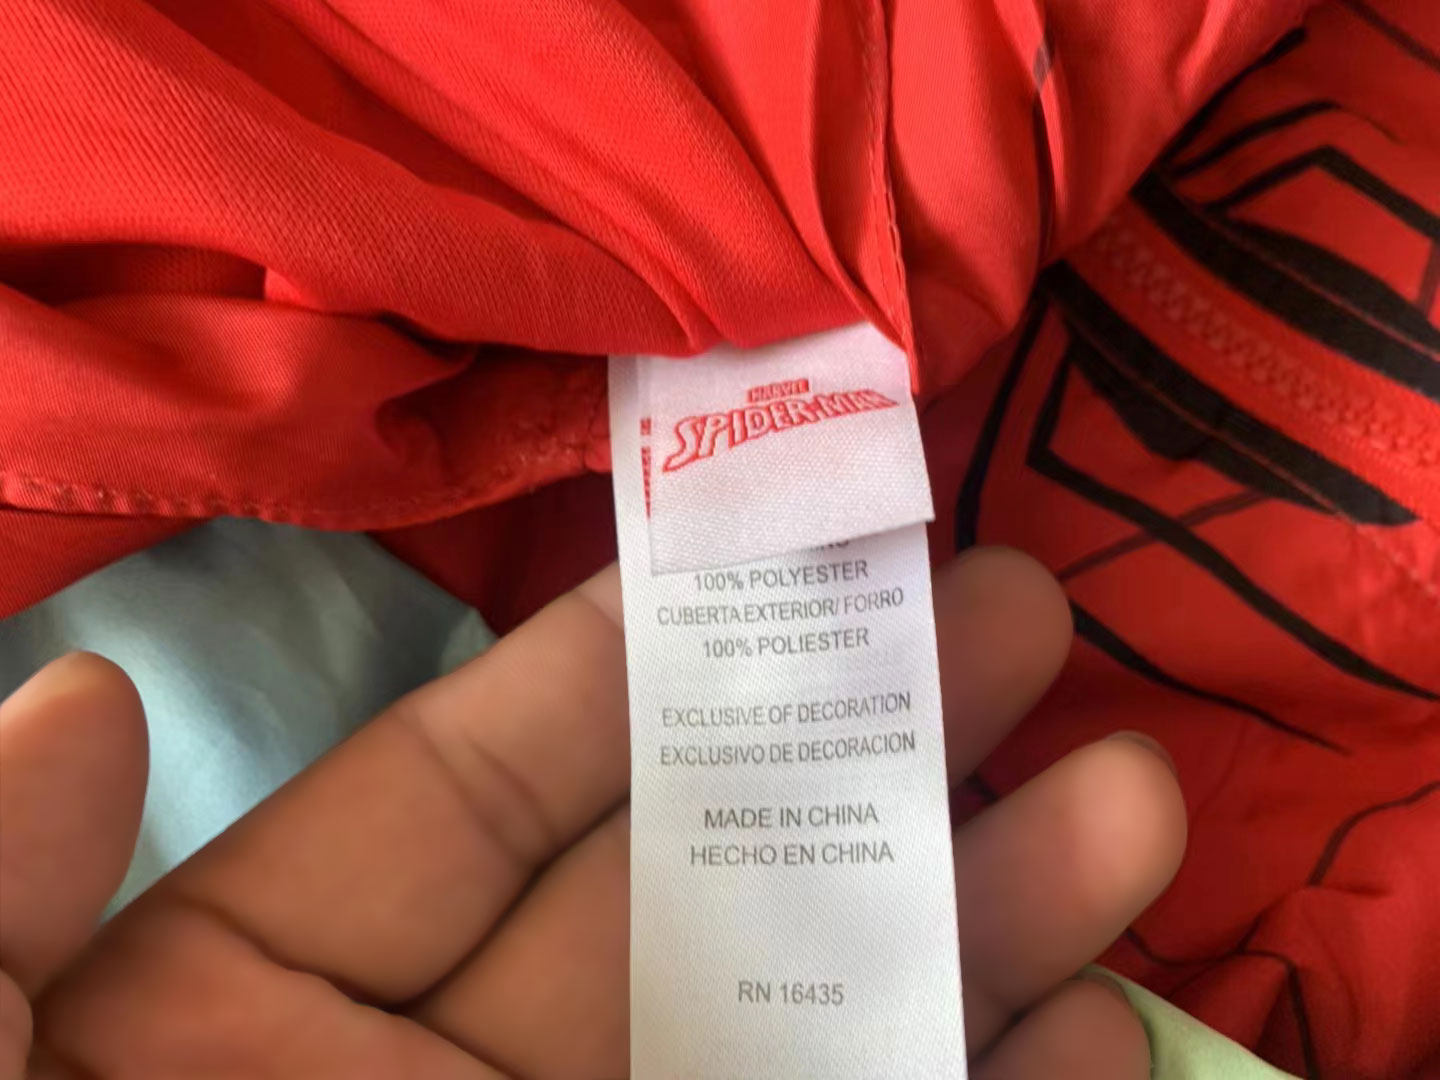 MARVEL
SPIDER-MAN
100% POLYESTER
CUBERTA EXTERIOR/ FORRO
100% POLIESTER
EXCLUSIVE OF DECORATION
EXCLUSIVO DE DECORACION
MADE IN CHINA
HECHO EN CHINA
RN 16435